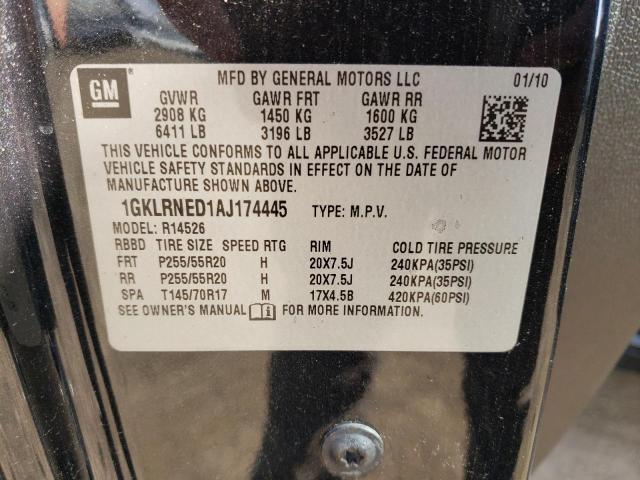 GM
MFD BY GENERAL MOTORS LLC 01/10
GVWR GAWR FRT GAWR RR
2908 KG 1450 KG 1600 KG
6411 LB 3196 LB 3527 LB
THIS VEHICLE CONFORMS TO ALL APPLICABLE U.S. FEDERAL MOTOR
VEHICLE SAFETY STANDARDS IN EFFECT ON THE DATE OF
MANUFACTURE SHOWN ABOVE.
1GKLRNED1AJ174445 TYPE: M.P.V.
MODEL: R14526
RBBD TIRE SIZE SPEED RTG RIM COLD TIRE PRESSURE
FRT P255/55R20 H 20X7.5J 240KPA(35PSI)
RR P255/55R20 H 20X7.5J 240KPA(35PSI)
SPA T145/70R17 M 17X4.5B 420KPA(60PSI)
SEE OWNER'S MANUAL FOR MORE INFORMATION.